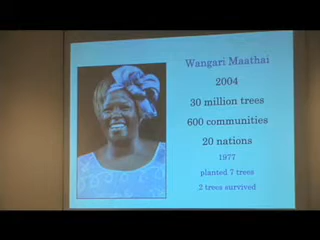 Wangari Maathai
2004
30 million trees
600 communities
20 nations
1977
planted 7 trees
2 trees survived